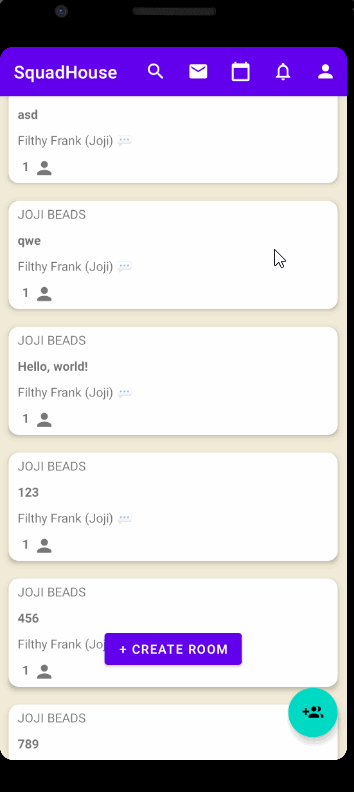 SquadHouse
asd
Filthy Frank (Joji) 💬
1
JOJI BEADS
qwe
Filthy Frank (Joji) 💬
1
JOJI BEADS
Hello, world!
Filthy Frank (Joji) 💬
1
JOJI BEADS
123
Filthy Frank (Joji) 💬
1
JOJI BEADS
456
Filthy Frank (Jo
+ CREATE ROOM
1
JOJI BEADS
789